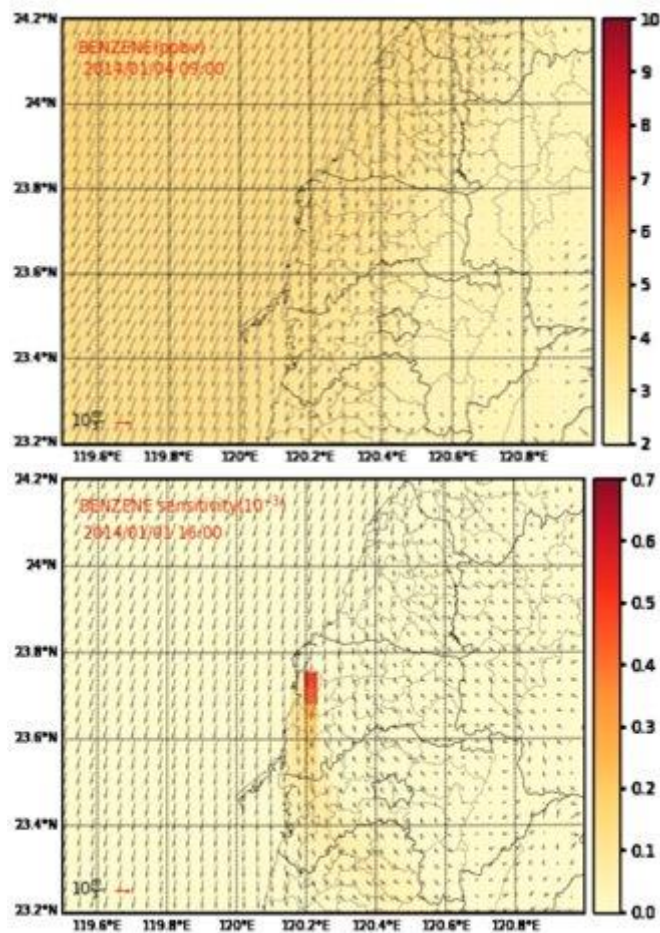 24.2°N
BENZENE(ppbv)
2014/01/04 09:00
24°N
23.8°N
23.6°N
23.4°N
10 m/s
23.2°N
119.6°E 119.8°E 120°E 120.2°E 120.4°E 120.6°E 120.8°E
10
9
8
7
6
5
4
3
2
24.2°N
BENZENE sensitivity(10⁻³)
2014/01/01 16:00
24°N
23.8°N
23.6°N
23.4°N
10 m/s
23.2°N
119.6°E 119.8°E 120°E 120.2°E 120.4°E 120.6°E 120.8°E
0.7
0.6
0.5
0.4
0.3
0.2
0.1
0.0